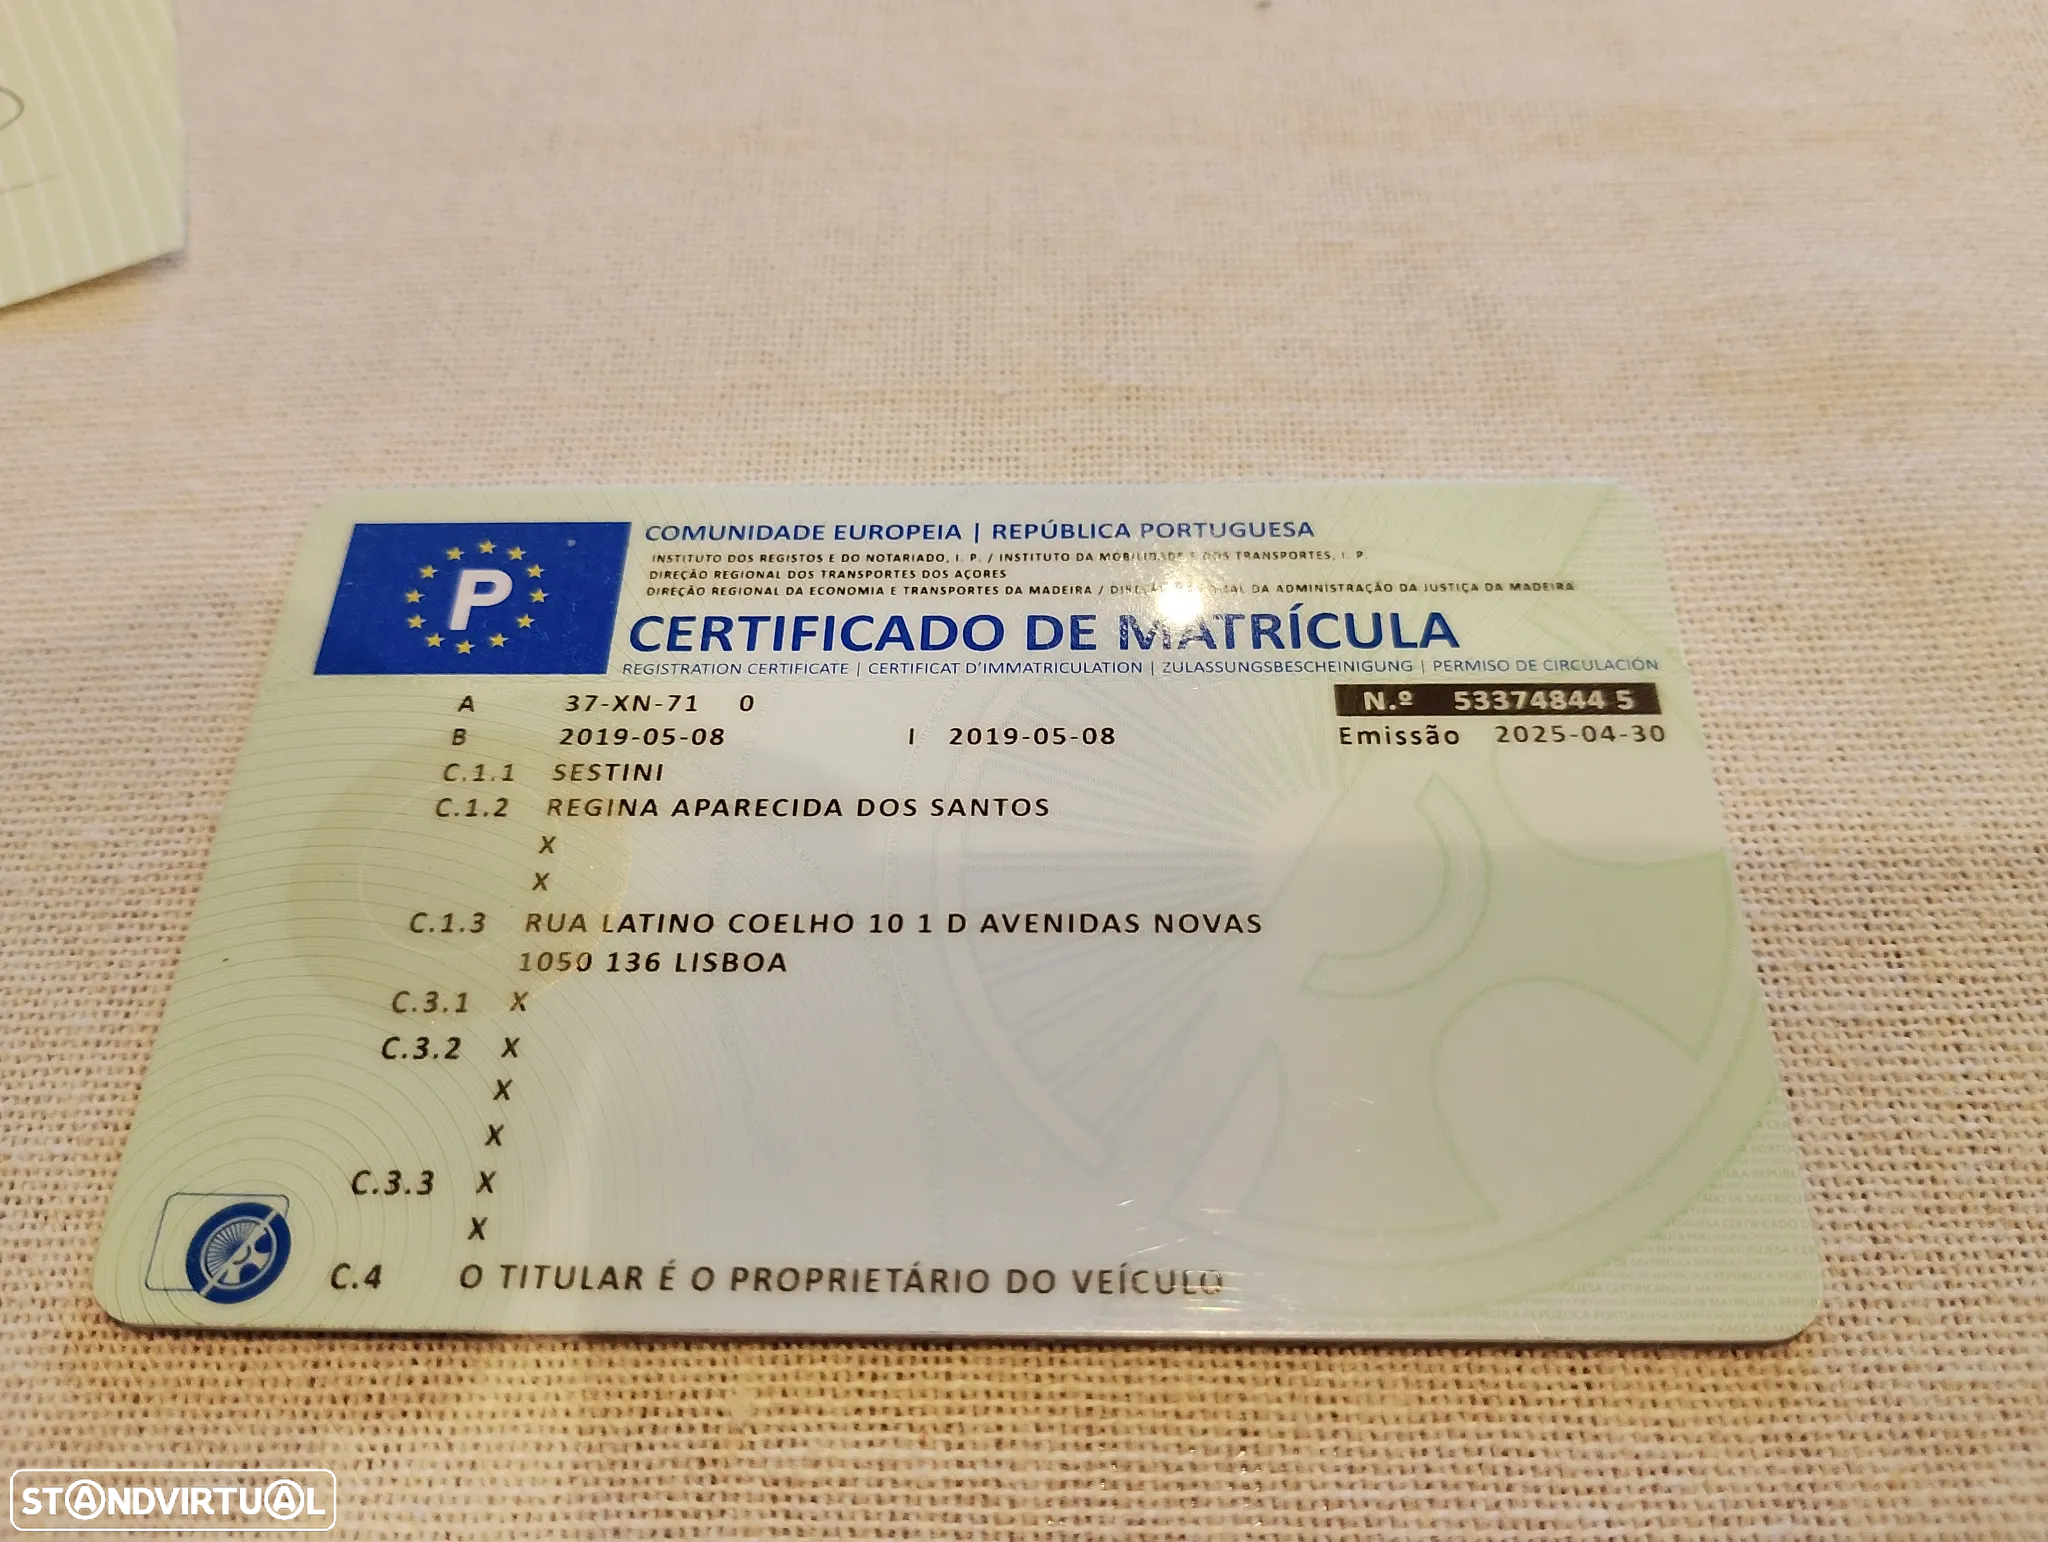 P
COMUNIDADE EUROPEIA | REPÚBLICA PORTUGUESA
INSTITUTO DOS REGISTOS E DO NOTARIADO, I. P. / INSTITUTO DA MOBILIDADE E DOS TRANSPORTES, I. P.
DIREÇÃO REGIONAL DOS TRANSPORTES DOS AÇORES
DIREÇÃO REGIONAL DA ECONOMIA E TRANSPORTES DA MADEIRA / DIREÇÃO REGIONAL DA ADMINISTRAÇÃO DA JUSTIÇA DA MADEIRA
CERTIFICADO DE MATRÍCULA
REGISTRATION CERTIFICATE | CERTIFICAT D'IMMATRICULATION | ZULASSUNGSBESCHEINIGUNG | PERMISO DE CIRCULACIÓN
A 37-XN-71 0 N.º 53374844 5
B 2019-05-08 I 2019-05-08 Emissão 2025-04-30
C.1.1 SESTINI
C.1.2 REGINA APARECIDA DOS SANTOS
X
X
C.1.3 RUA LATINO COELHO 10 1 D AVENIDAS NOVAS
1050 136 LISBOA
C.3.1 X
C.3.2 X
X
X
C.3.3 X
X
C.4 O TITULAR É O PROPRIETÁRIO DO VEÍCULO
STANDVIRTUAL